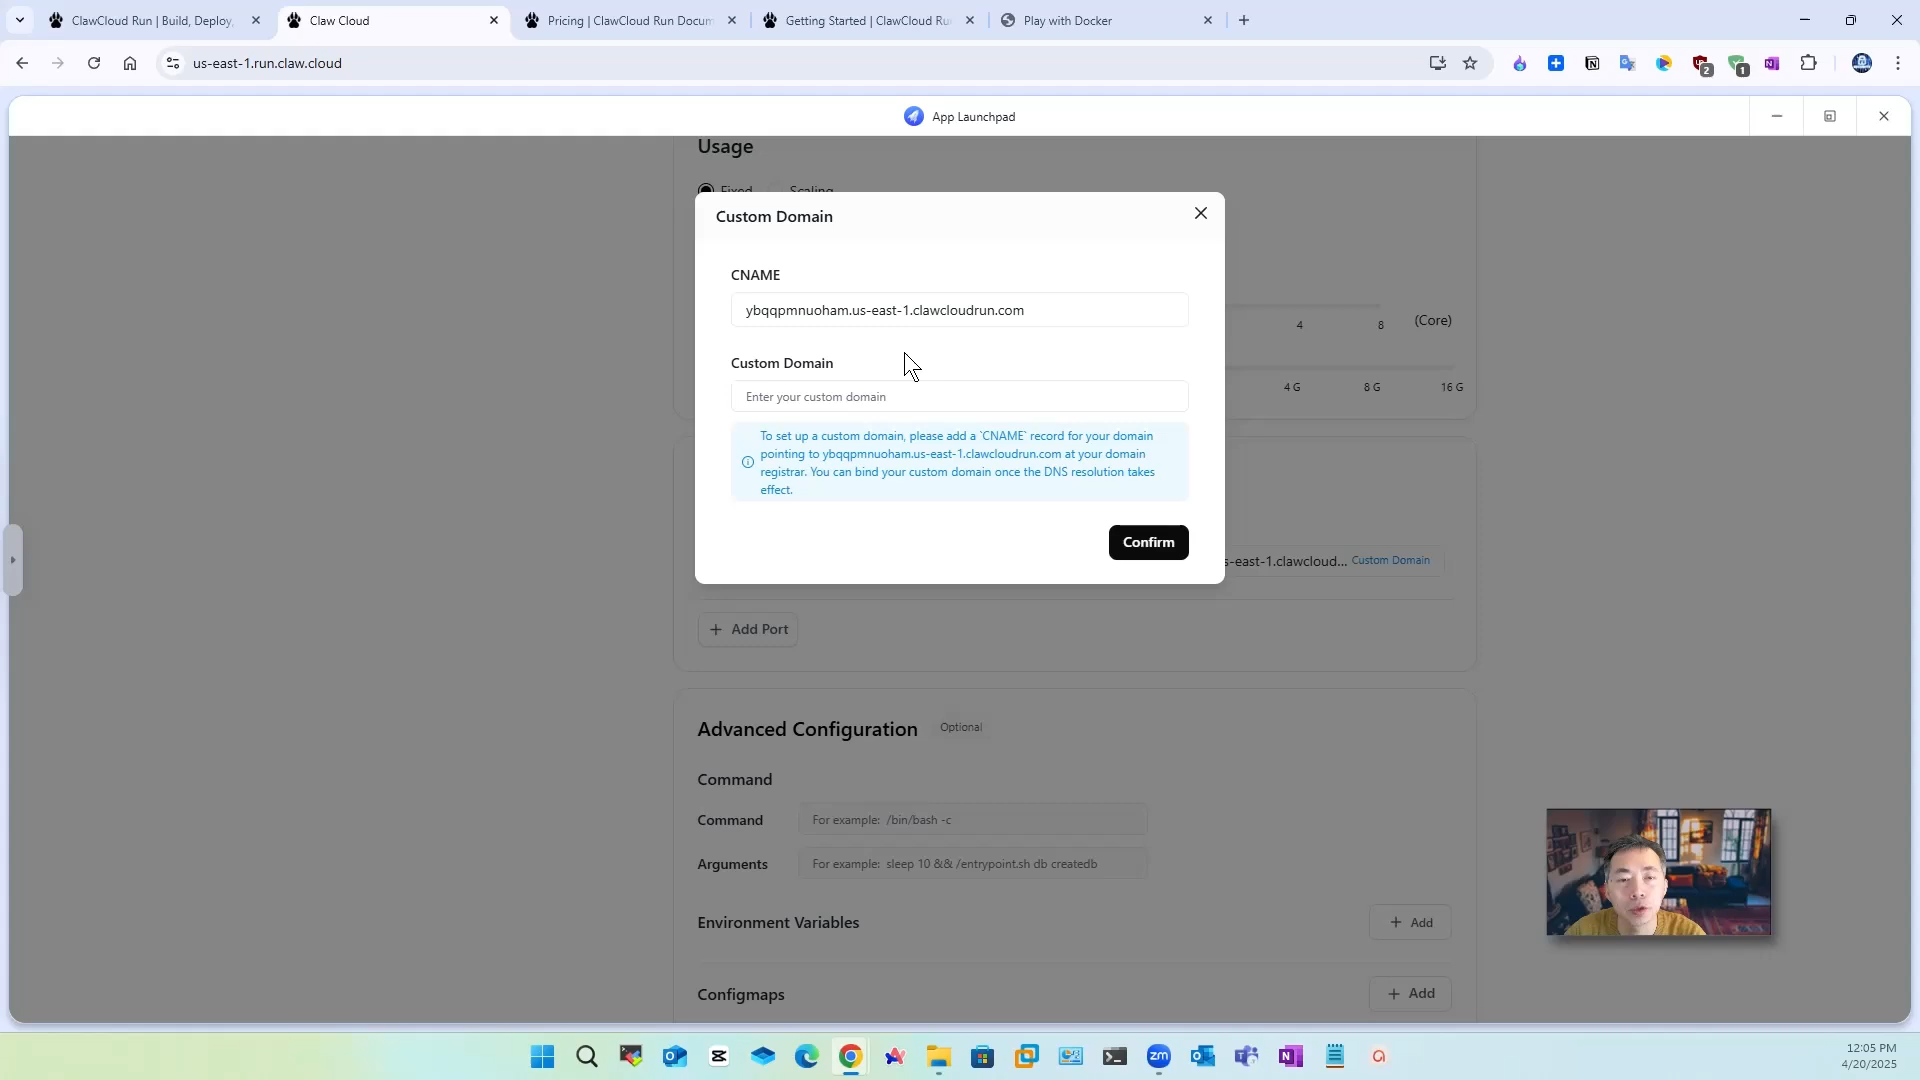 ClawCloud Run | Build, Deploy,
Claw Cloud
Pricing | ClawCloud Run Docum
Getting Started | ClawCloud Ru
Play with Docker
us-east-1.run.claw.cloud
2
1
App Launchpad
Usage
Fixed
Scaling
Custom Domain
CNAME
ybqqpmnuoham.us-east-1.clawcloudrun.com
4
8
(Core)
Custom Domain
Enter your custom domain
4 G
8 G
16 G
To set up a custom domain, please add a `CNAME` record for your domain
pointing to ybqqpmnuoham.us-east-1.clawcloudrun.com at your domain
registrar. You can bind your custom domain once the DNS resolution takes
effect.
Confirm
s-east-1.clawcloud...
Custom Domain
+ Add Port
Advanced Configuration
Optional
Command
Command
For example: /bin/bash -c
Arguments
For example: sleep 10 && /entrypoint.sh db createdb
Environment Variables
+ Add
Configmaps
+ Add
zm
12:05 PM
4/20/2025